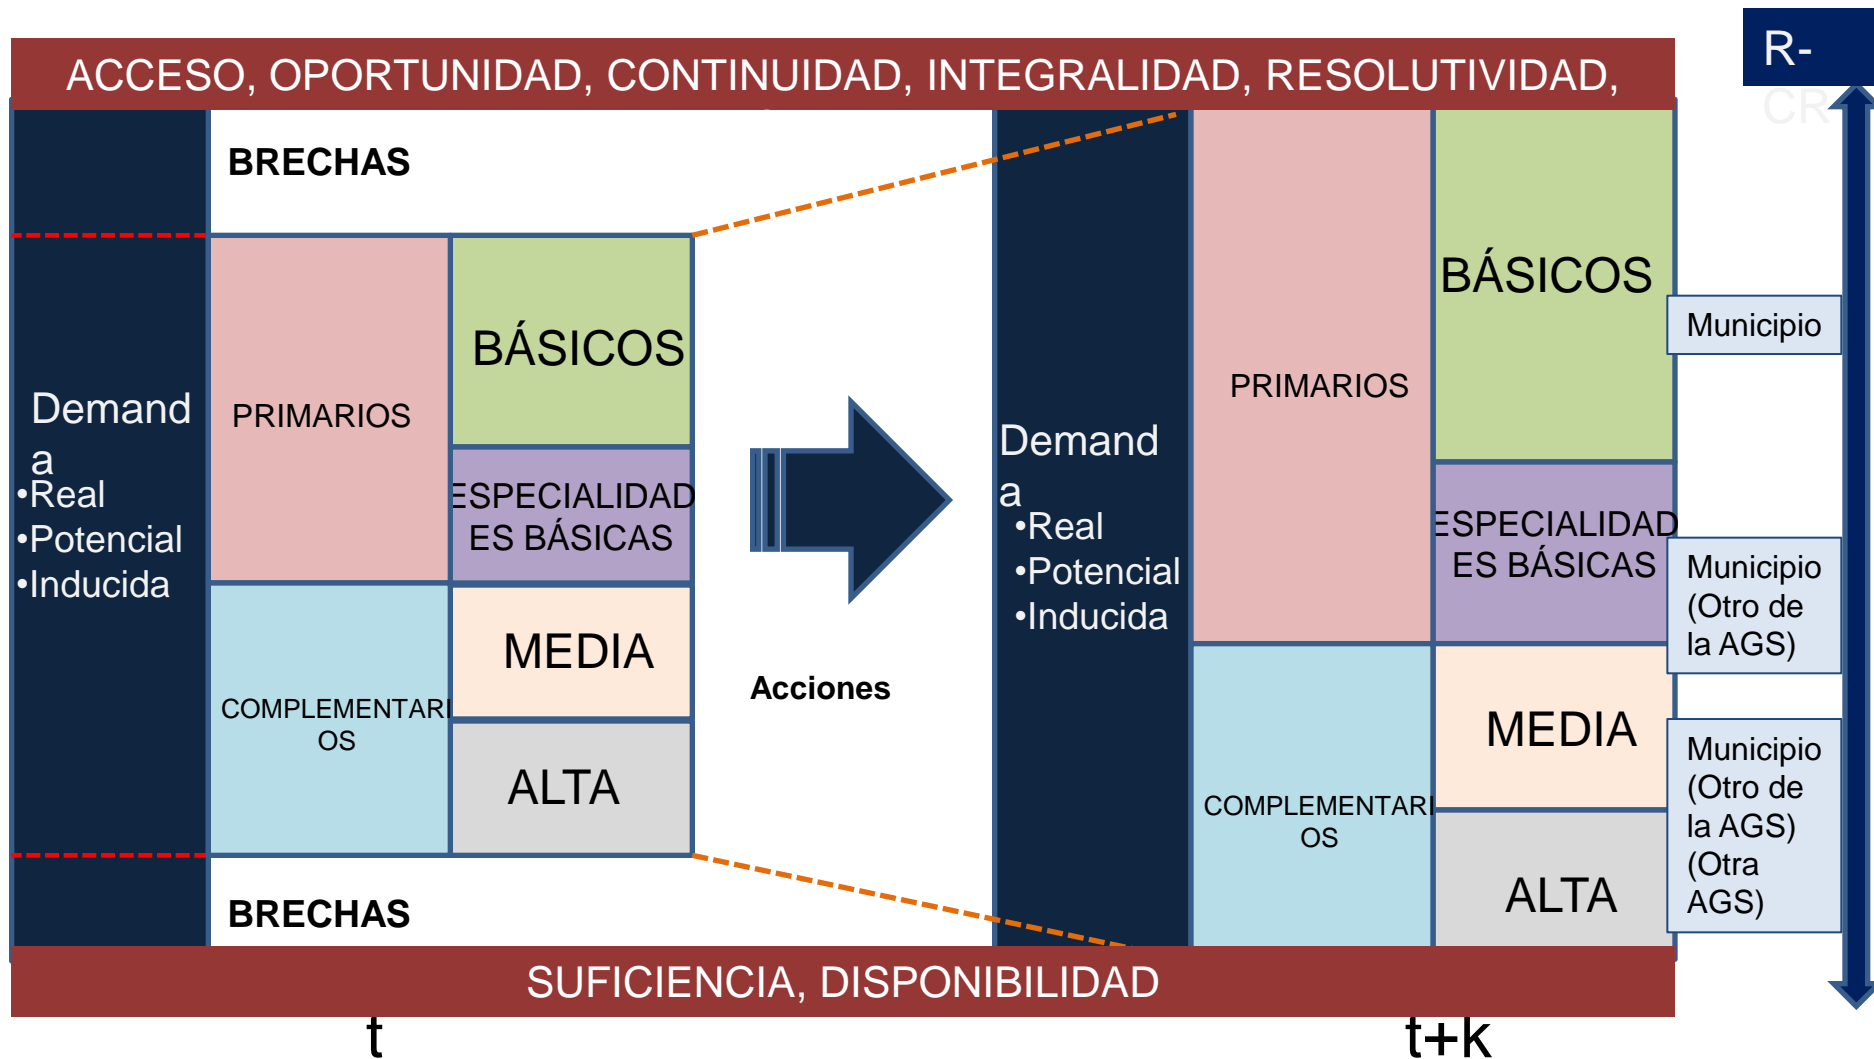 ACCESO, OPORTUNIDAD, CONTINUIDAD, INTEGRALIDAD, RESOLUTIVIDAD,
R-
CR
BRECHAS
Demand
a
•Real
•Potencial
•Inducida
PRIMARIOS
BÁSICOS
ESPECIALIDAD
ES BÁSICAS
COMPLEMENTARI
OS
MEDIA
ALTA
BRECHAS
Acciones
Demand
a
•Real
•Potencial
•Inducida
PRIMARIOS
BÁSICOS
ESPECIALIDAD
ES BÁSICAS
COMPLEMENTARI
OS
MEDIA
ALTA
Municipio
Municipio
(Otro de
la AGS)
Municipio
(Otro de
la AGS)
(Otra
AGS)
SUFICIENCIA, DISPONIBILIDAD
t
t+k